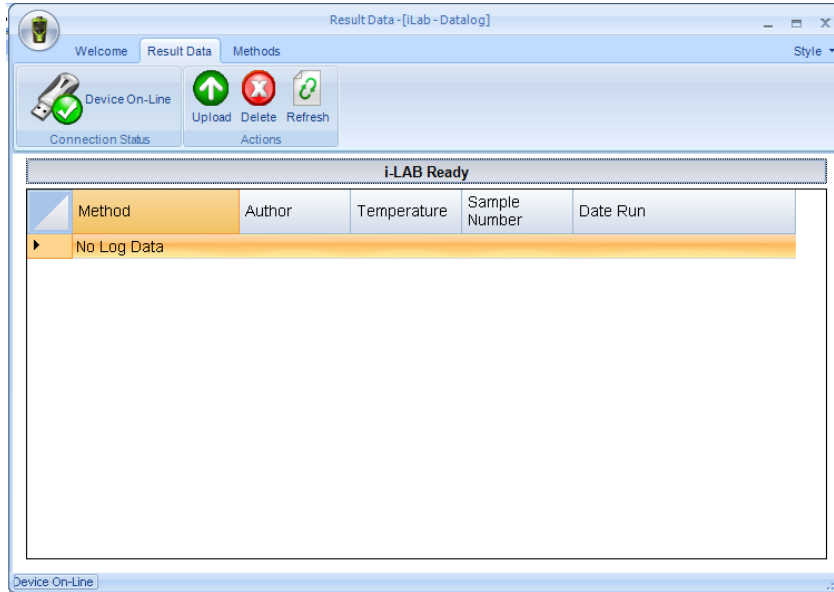 Result Data - [iLab - Datalog]
Welcome Result Data Methods Style
Device On-Line
Upload Delete Refresh
Connection Status Actions
i-LAB Ready
Method Author Temperature Sample Number Date Run
No Log Data
Device On-Line